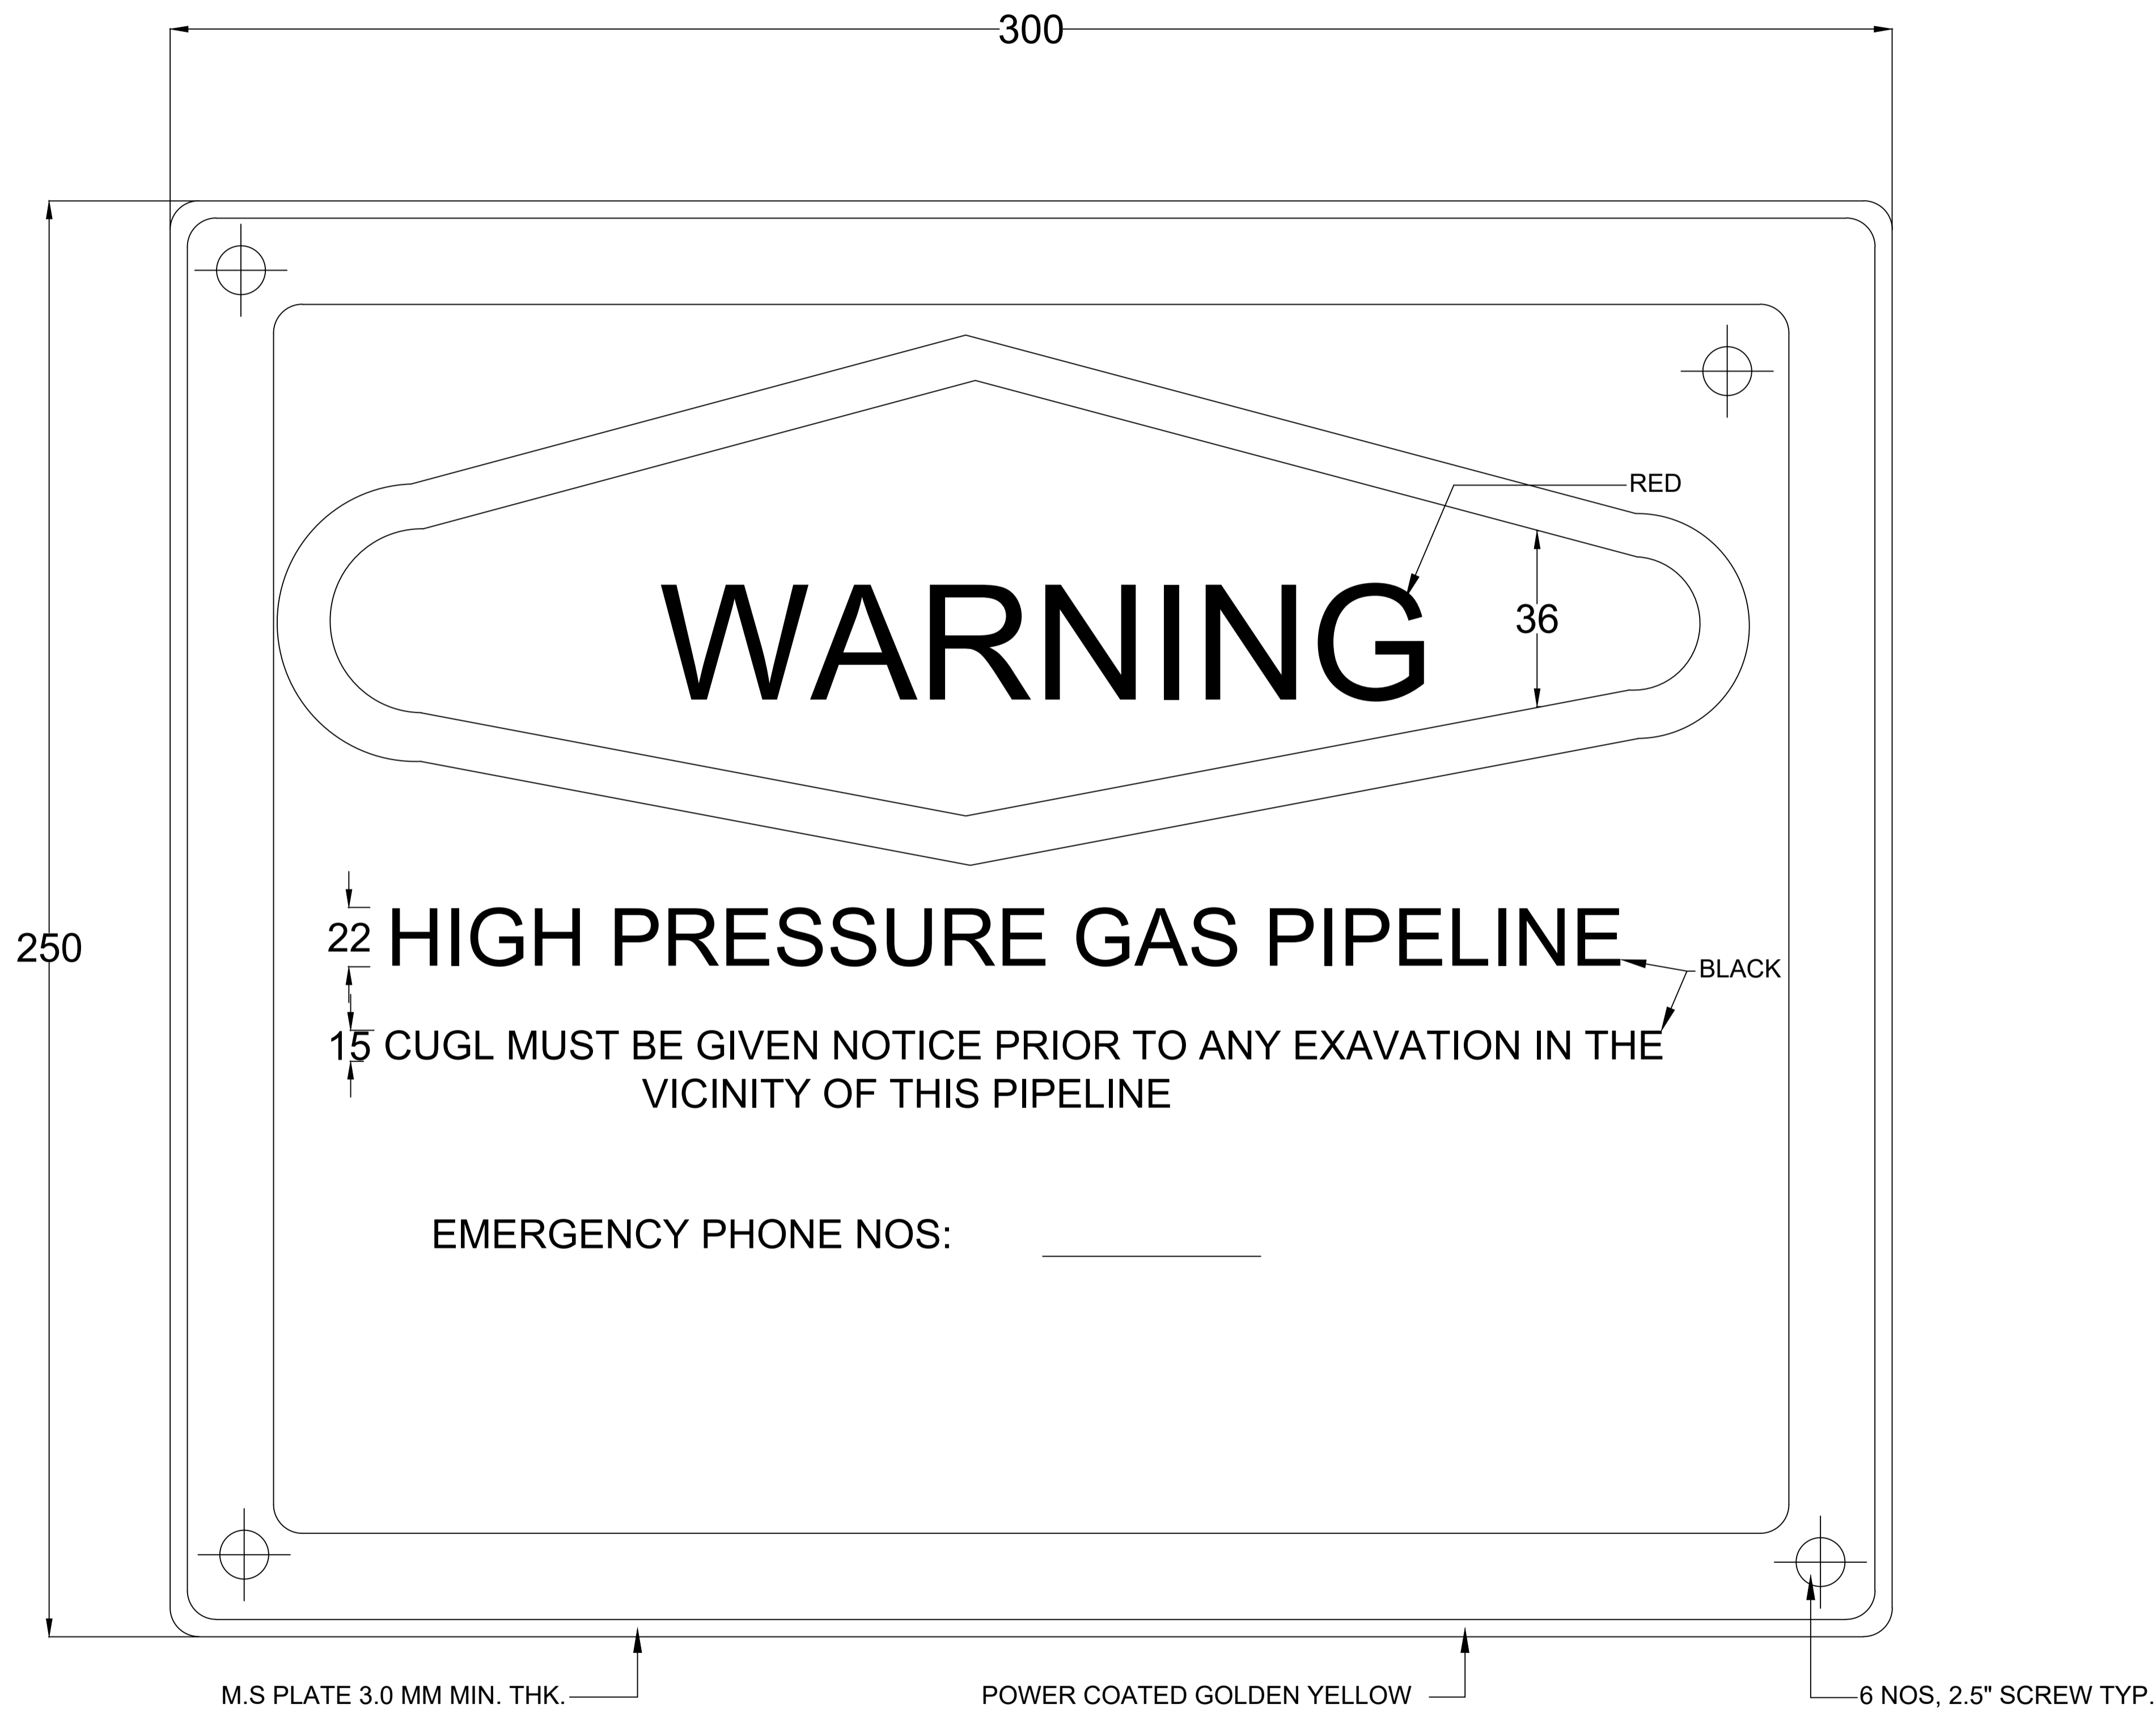 300
RED
WARNING
36
22
HIGH PRESSURE GAS PIPELINE
250
BLACK
15
CUGL MUST BE GIVEN NOTICE PRIOR TO ANY EXAVATION IN THE
VICINITY OF THIS PIPELINE
EMERGENCY PHONE NOS:
M.S PLATE 3.0 MM MIN. THK.
POWER COATED GOLDEN YELLOW
6 NOS, 2.5" SCREW TYP.